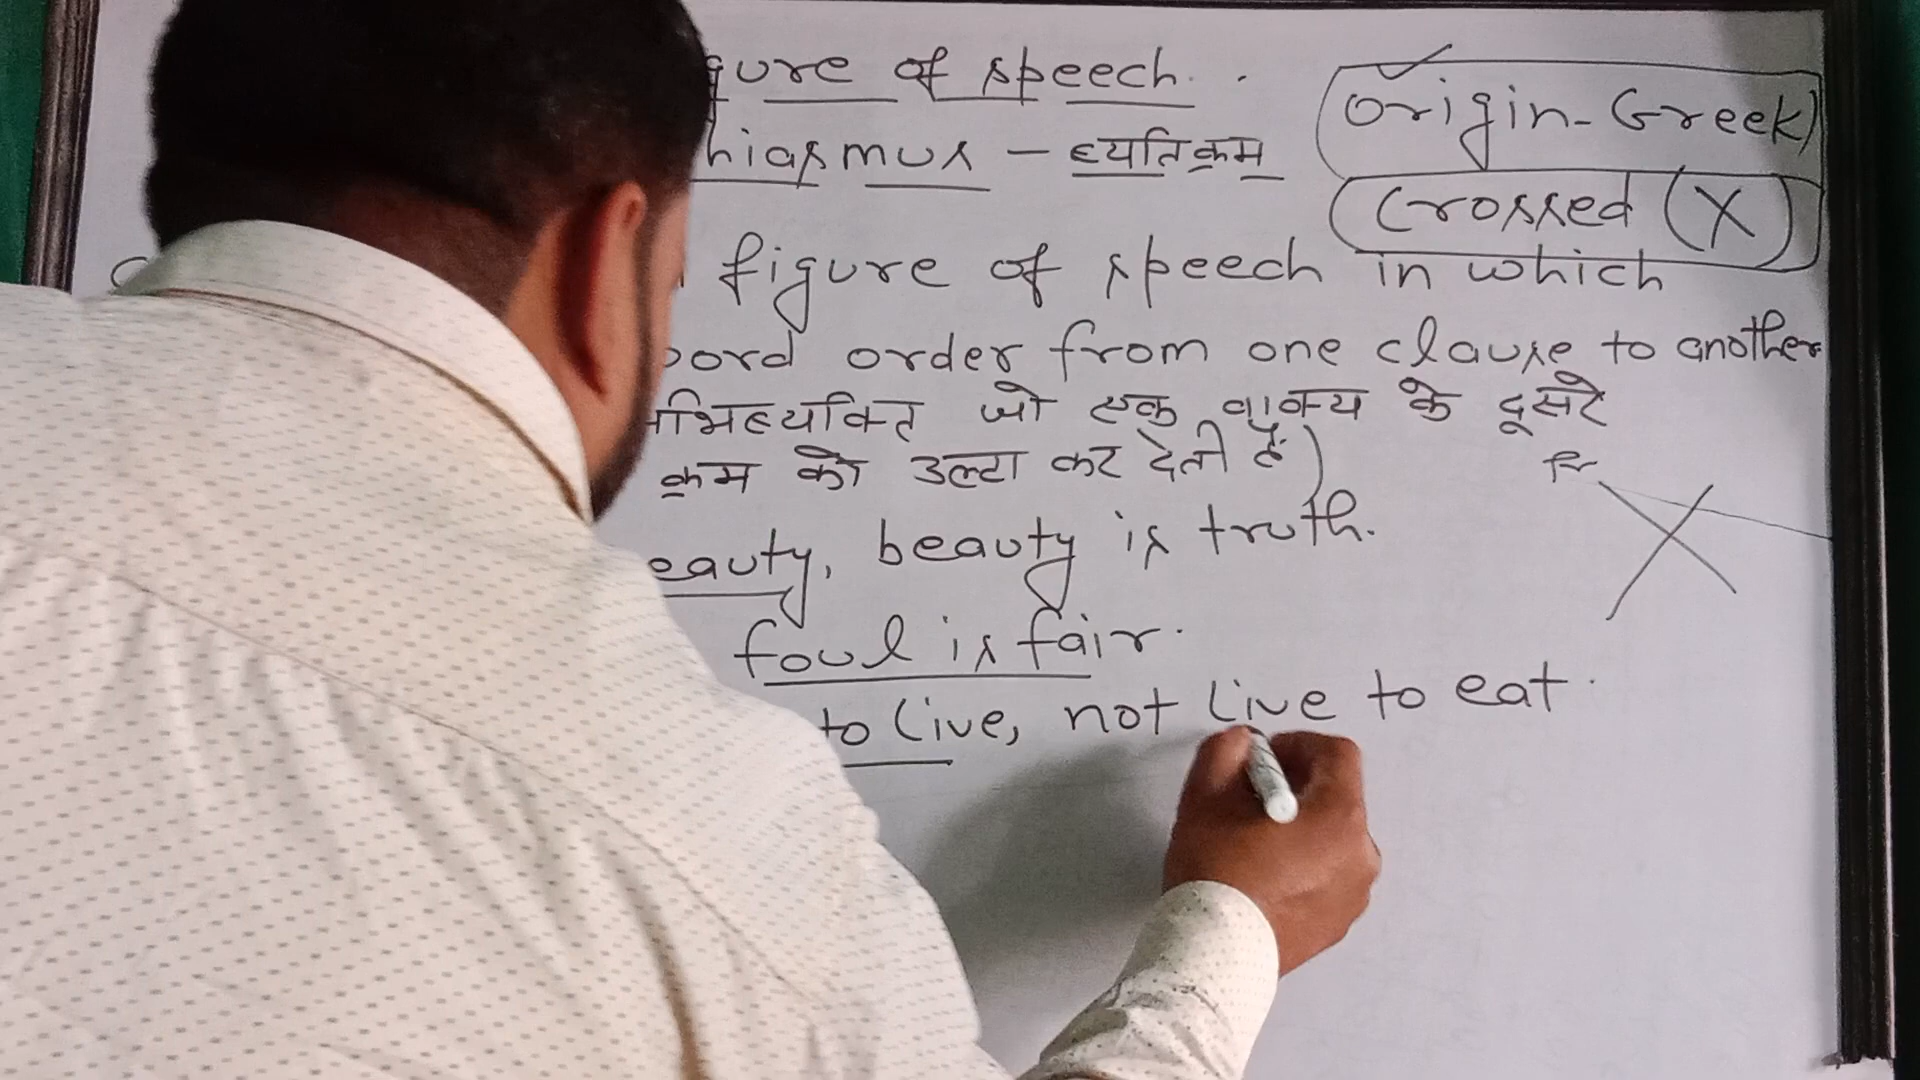 gure of speech.
Origin-Greek)
hiasmus – व्यतिक्रम
Crossed (X)
figure of speech in which
word order from one clause to another
भिव्यक्ति जो एक वाक्य के दूसरे
क्रम को उल्टा कर देती है)
eauty, beauty is truth.
foul is fair.
to live, not live to eat.